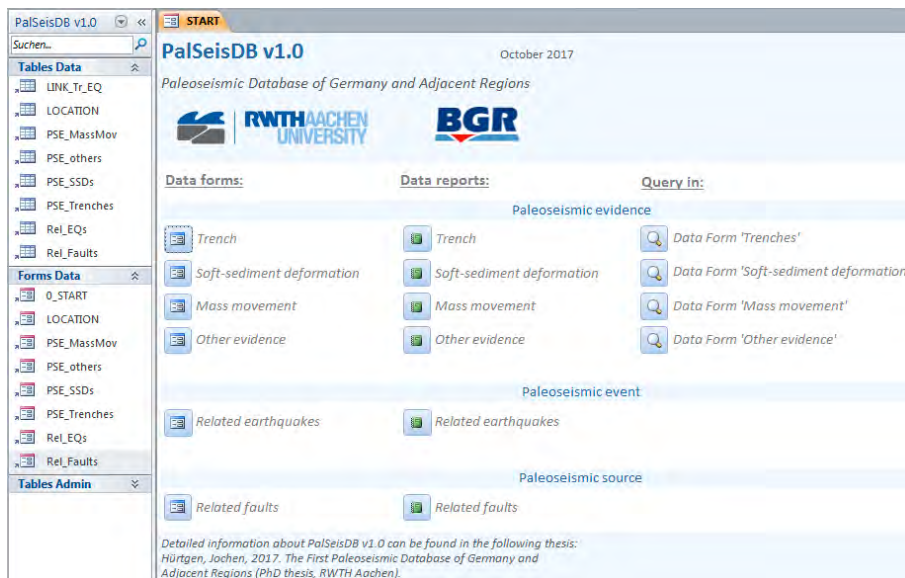 PalSeisDB v1.0
Suchen...
Tables Data
LINK_Tr_EQ
LOCATION
PSE_MassMov
PSE_others
PSE_SSDs
PSE_Trenches
Rel_EQs
Rel_Faults
Forms Data
0_START
LOCATION
PSE_MassMov
PSE_others
PSE_SSDs
PSE_Trenches
Rel_EQs
Rel_Faults
Tables Admin
START
PalSeisDB v1.0 October 2017
Paleoseismic Database of Germany and Adjacent Regions
RWTHAACHEN
UNIVERSITY
BGR
Data forms: Data reports: Query in:
Paleoseismic evidence
Trench Trench Data Form 'Trenches'
Soft-sediment deformation Soft-sediment deformation Data Form 'Soft-sediment deformation
Mass movement Mass movement Data Form 'Mass movement'
Other evidence Other evidence Data Form 'Other evidence'
Paleoseismic event
Related earthquakes Related earthquakes
Paleoseismic source
Related faults Related faults
Detailed information about PalSeisDB v1.0 can be found in the following thesis:
Hürtgen, Jochen, 2017. The First Paleoseismic Database of Germany and
Adjacent Regions (PhD thesis, RWTH Aachen).